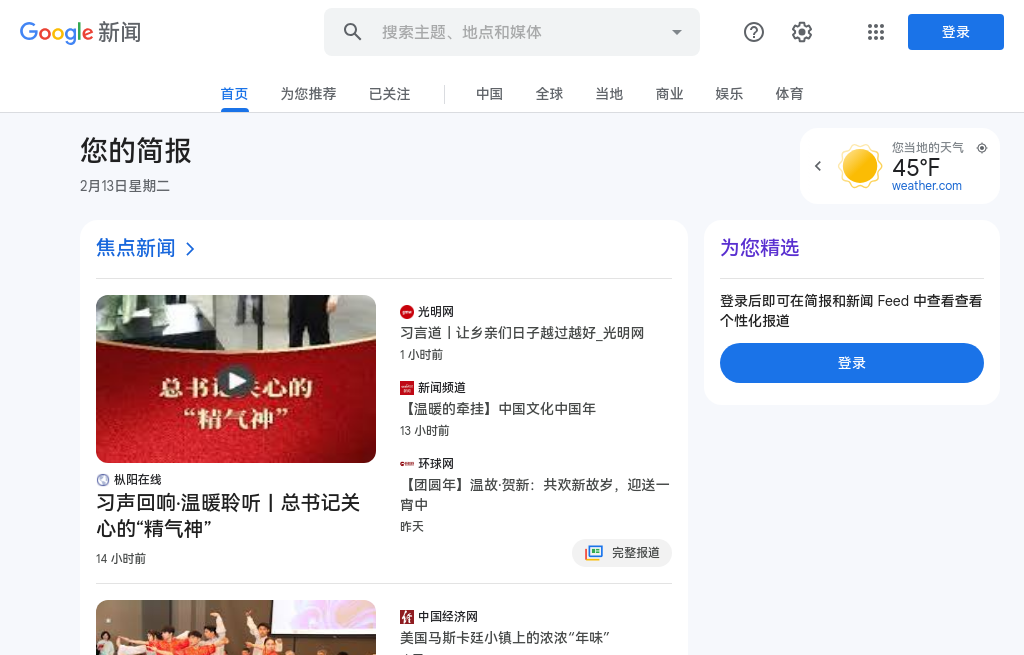 Google 新闻
搜索主题、地点和媒体
登录
首页
为您推荐
已关注
中国
全球
当地
商业
娱乐
体育
您的简报
2月13日星期二
您当地的天气
45°F
weather.com
焦点新闻
总书记关心的
“精气神”
枞阳在线
习声回响·温暖聆听丨总书记关
心的“精气神”
14 小时前
光明网
习言道丨让乡亲们日子越过越好_光明网
1 小时前
新闻频道
【温暖的牵挂】中国文化中国年
13 小时前
环球网
【团圆年】温故·贺新：共欢新故岁，迎送一
宵中
昨天
完整报道
中国经济网
美国马斯卡廷小镇上的浓浓“年味”
为您精选
登录后即可在简报和新闻 Feed 中查看查看
个性化报道
登录